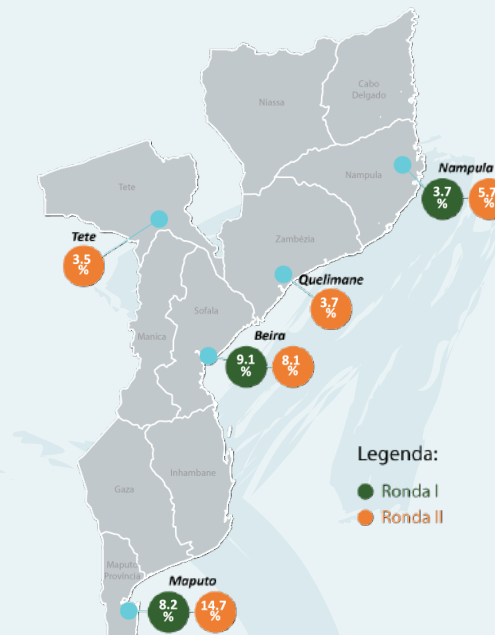 Cabo
Delgado
Niassa
Nampula
Nampula
3.7
%
5.7
%
Tete
Tete
3.5
%
Zambézia
Quelimane
3.7
%
Sofala
Manica
Beira
9.1
%
8.1
%
Inhambane
Gaza
Legenda:
Ronda I
Ronda II
Maputo
Província
Maputo
8.2
%
14.7
%